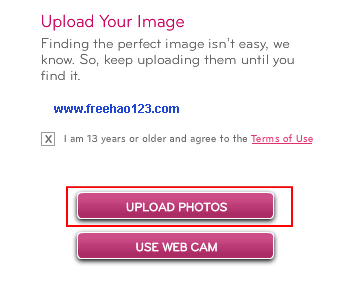 Upload Your Image
Finding the perfect image isn't easy, we
know. So, keep uploading them until you
find it.
www.freehao123.com
X I am 13 years or older and agree to the Terms of Use
UPLOAD PHOTOS
USE WEB CAM